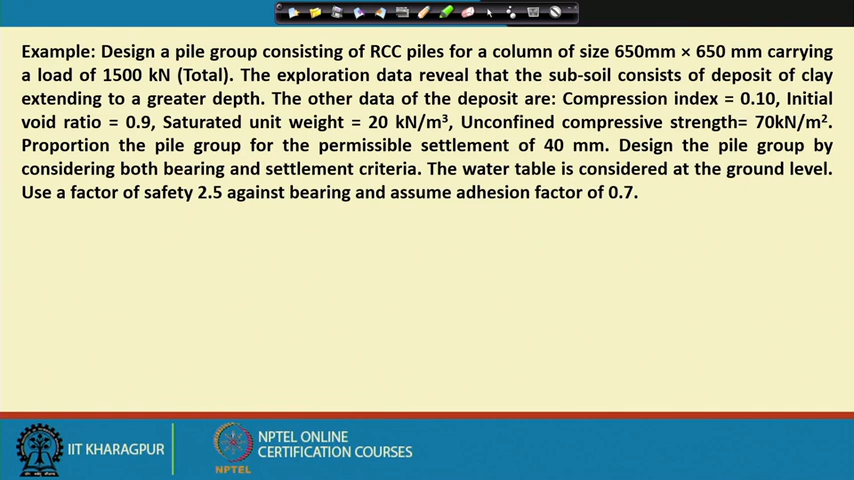 Example: Design a pile group consisting of RCC piles for a column of size 650mm × 650 mm carrying
a load of 1500 kN (Total). The exploration data reveal that the sub-soil consists of deposit of clay
extending to a greater depth. The other data of the deposit are: Compression index = 0.10, Initial
void ratio = 0.9, Saturated unit weight = 20 kN/m³, Unconfined compressive strength= 70kN/m².
Proportion the pile group for the permissible settlement of 40 mm. Design the pile group by
considering both bearing and settlement criteria. The water table is considered at the ground level.
Use a factor of safety 2.5 against bearing and assume adhesion factor of 0.7.
IIT KHARAGPUR
NPTEL
NPTEL ONLINE
CERTIFICATION COURSES